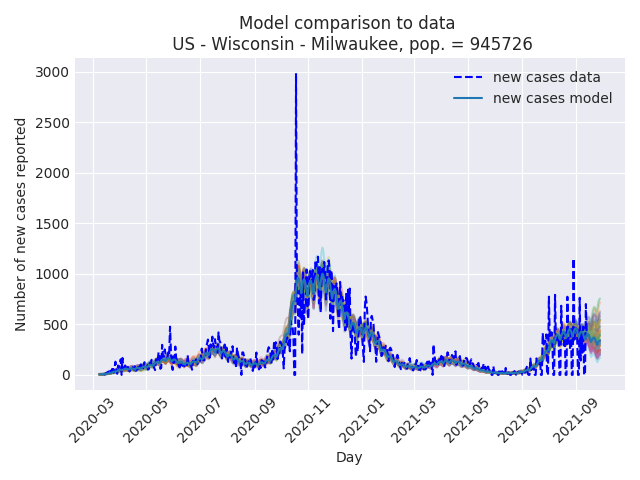 Model comparison to data
US - Wisconsin - Milwaukee, pop. = 945726
new cases data
new cases model
Number of new cases reported
3000
2500
2000
1500
1000
500
0
2020-03
2020-05
2020-07
2020-09
2020-11
2021-01
2021-03
2021-05
2021-07
2021-09
Day